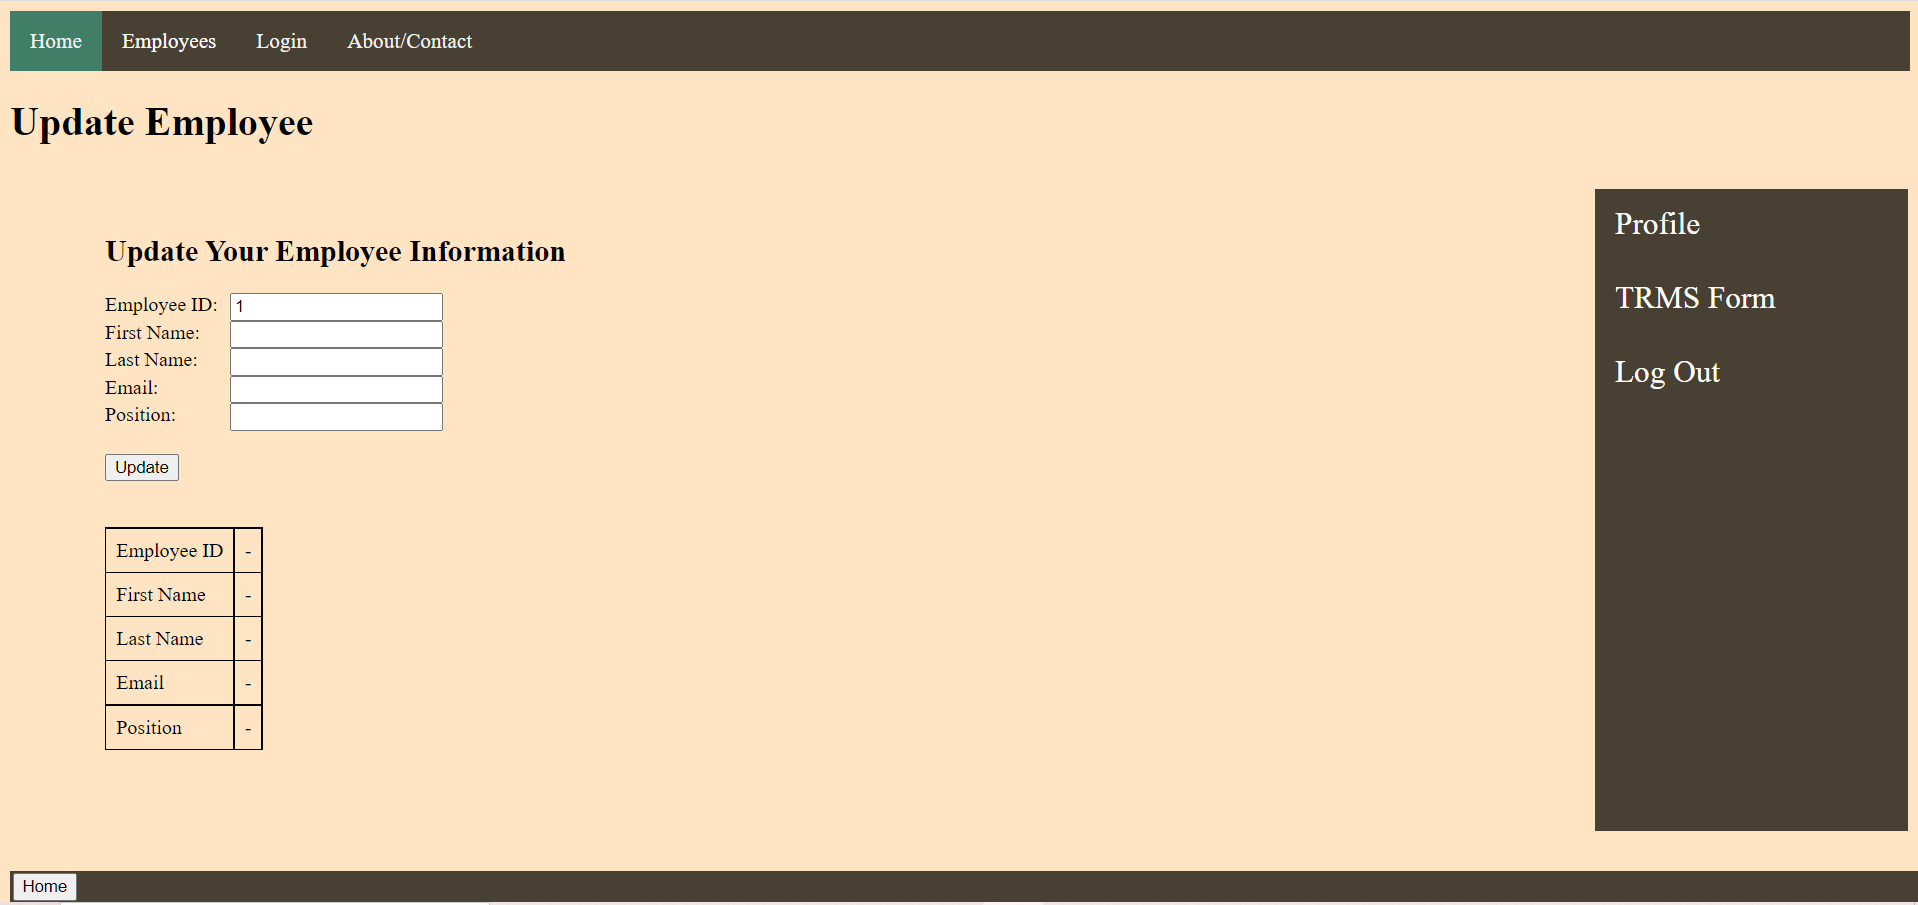 Home Employees Login About/Contact
Update Employee
Update Your Employee Information
Employee ID: 1
First Name:
Last Name:
Email:
Position:
Update
Employee ID -
First Name -
Last Name -
Email -
Position -
Profile
TRMS Form
Log Out
Home